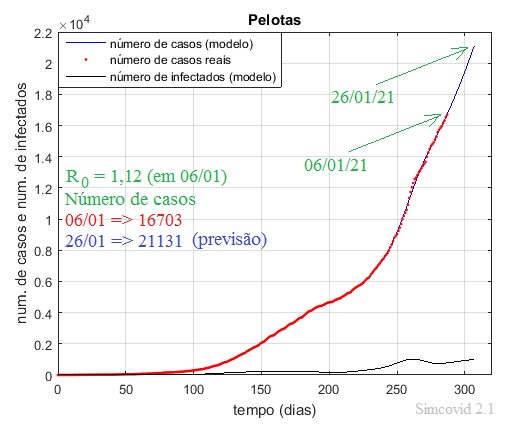 Pelotas
×10⁴
número de casos (modelo)
número de casos reais
número de infectados (modelo)
26/01/21
06/01/21
R₀ = 1,12 (em 06/01)
Número de casos
06/01 => 16703
26/01 => 21131 (previsão)
num. de casos e num. de infectados
2.2
2
1.8
1.6
1.4
1.2
1
0.8
0.6
0.4
0.2
0
0 50 100 150 200 250 300
tempo (dias)
Simcovid 2.1